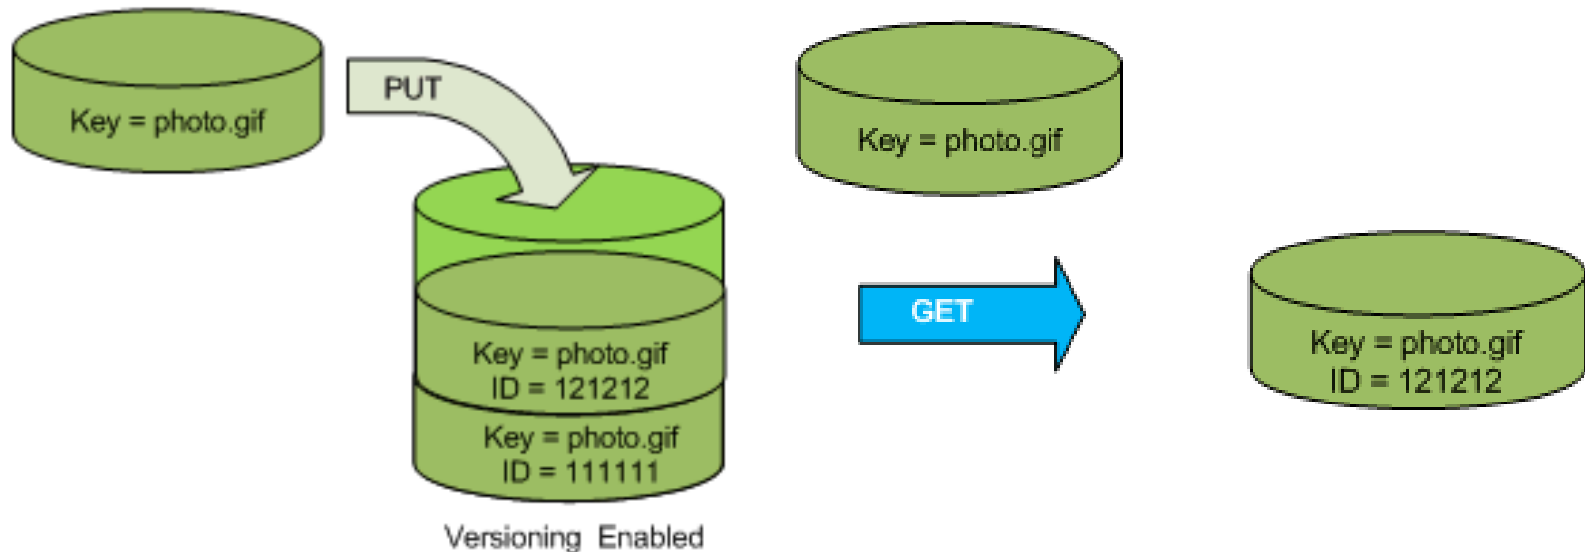 Key = photo.gif
PUT
Key = photo.gif
ID = 121212
Key = photo.gif
ID = 111111
Versioning Enabled
Key = photo.gif
GET
Key = photo.gif
ID = 121212